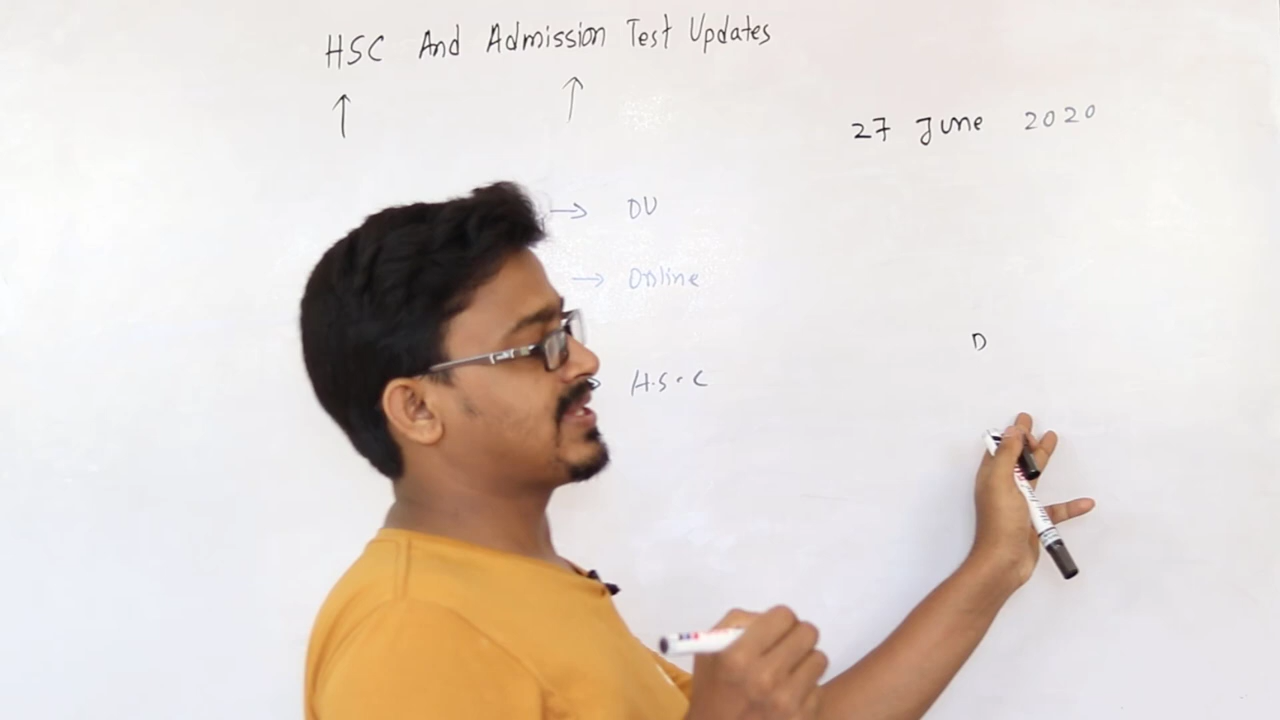 HSC And Admission Test Updates
↑ ↑
27 June 2020
→ DU
→ Online
H.S.C
D